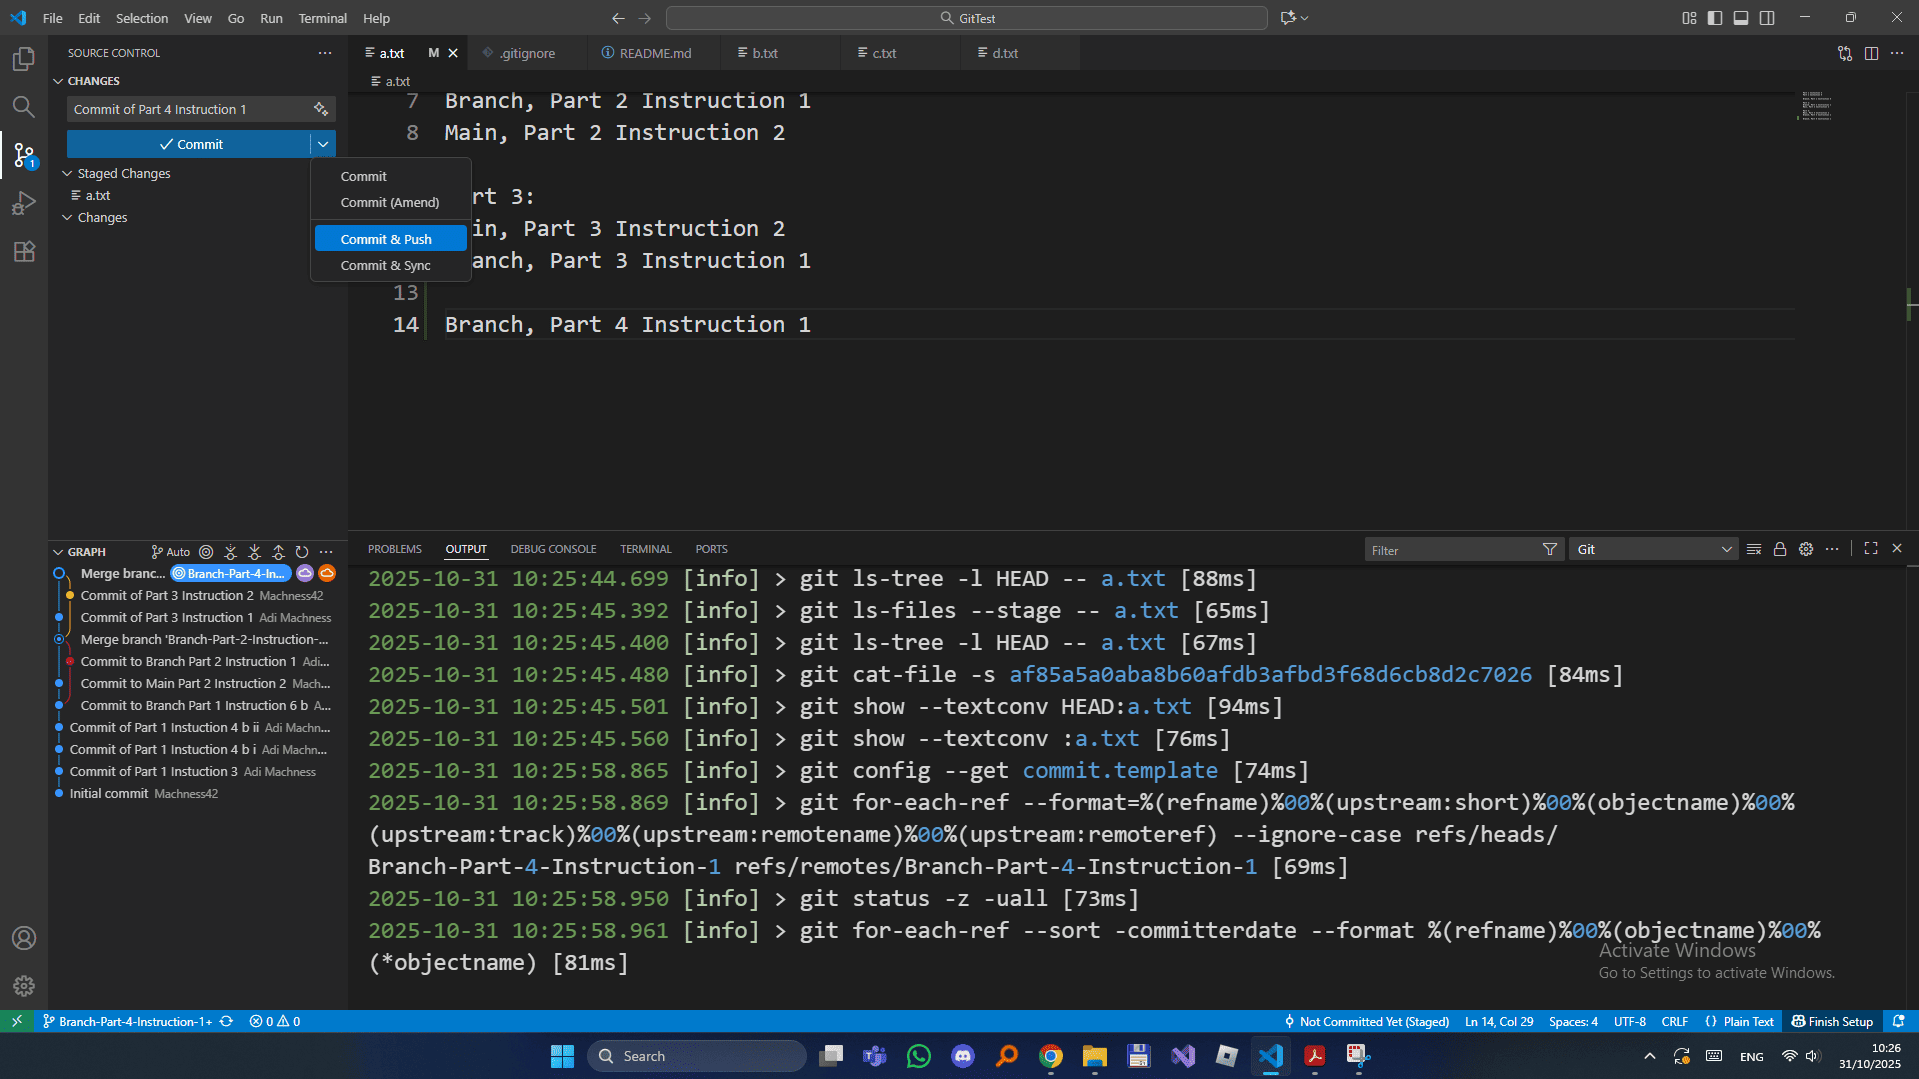 File Edit Selection View Go Run Terminal Help
GitTest
SOURCE CONTROL
CHANGES
Commit of Part 4 Instruction 1
Commit
Staged Changes
a.txt
Changes
Commit
Commit (Amend)
Commit & Push
Commit & Sync
a.txt M .gitignore README.md b.txt c.txt d.txt
a.txt
7 Branch, Part 2 Instruction 1
8 Main, Part 2 Instruction 2
rt 3:
in, Part 3 Instruction 2
anch, Part 3 Instruction 1
13
14 Branch, Part 4 Instruction 1
GRAPH Auto
Merge branc... Branch-Part-4-In...
Commit of Part 3 Instruction 2 Machness42
Commit of Part 3 Instruction 1 Adi Machness
Merge branch 'Branch-Part-2-Instruction-...
Commit to Branch Part 2 Instruction 1 Adi...
Commit to Main Part 2 Instruction 2 Mach...
Commit to Branch Part 1 Instruction 6 b A...
Commit of Part 1 Instuction 4 b ii Adi Machn...
Commit of Part 1 Instuction 4 b i Adi Machn...
Commit of Part 1 Instuction 3 Adi Machness
Initial commit Machness42
PROBLEMS OUTPUT DEBUG CONSOLE TERMINAL PORTS
Filter
Git
2025-10-31 10:25:44.699 [info] > git ls-tree -l HEAD -- a.txt [88ms]
2025-10-31 10:25:45.392 [info] > git ls-files --stage -- a.txt [65ms]
2025-10-31 10:25:45.400 [info] > git ls-tree -l HEAD -- a.txt [67ms]
2025-10-31 10:25:45.480 [info] > git cat-file -s af85a5a0aba8b60afdb3afbd3f68d6cb8d2c7026 [84ms]
2025-10-31 10:25:45.501 [info] > git show --textconv HEAD:a.txt [94ms]
2025-10-31 10:25:45.560 [info] > git show --textconv :a.txt [76ms]
2025-10-31 10:25:58.865 [info] > git config --get commit.template [74ms]
2025-10-31 10:25:58.869 [info] > git for-each-ref --format=%(refname)%00%(upstream:short)%00%(objectname)%00%
(upstream:track)%00%(upstream:remotename)%00%(upstream:remoteref) --ignore-case refs/heads/
Branch-Part-4-Instruction-1 refs/remotes/Branch-Part-4-Instruction-1 [69ms]
2025-10-31 10:25:58.950 [info] > git status -z -uall [73ms]
2025-10-31 10:25:58.961 [info] > git for-each-ref --sort -committerdate --format %(refname)%00%(objectname)%00%
(*objectname) [81ms]
Activate Windows
Go to Settings to activate Windows.
Branch-Part-4-Instruction-1+ 0 0
Not Committed Yet (Staged) Ln 14, Col 29 Spaces: 4 UTF-8 CRLF {} Plain Text Finish Setup
Search
ENG
10:26
31/10/2025
1